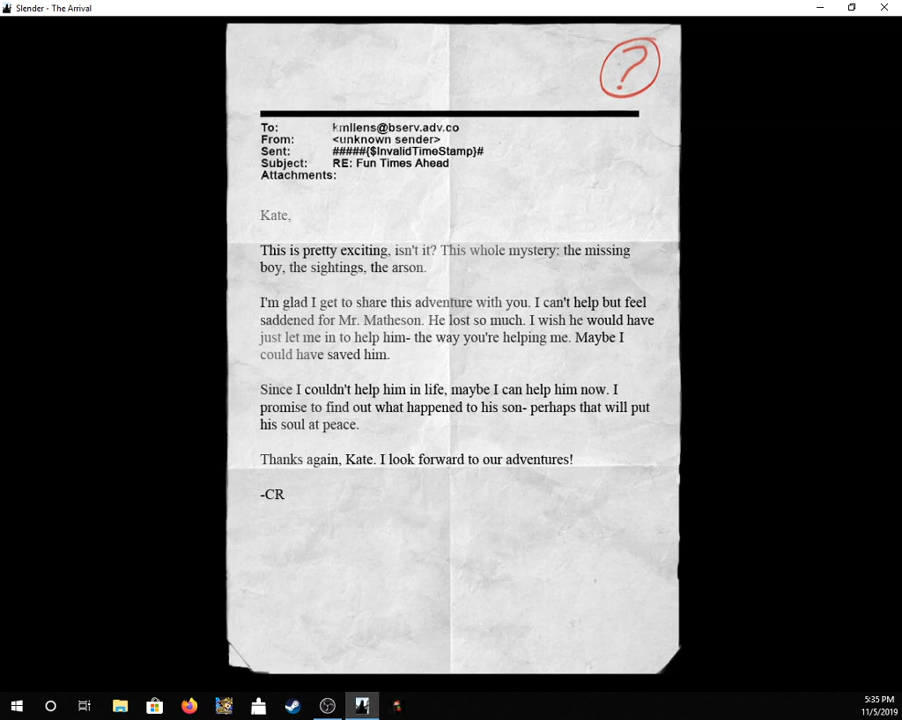 Slender - The Arrival
?
To: kmllens@bserv.adv.co
From: <unknown sender>
Sent: #####{$InvalidTimeStamp}#
Subject: RE: Fun Times Ahead
Attachments:
Kate,
This is pretty exciting, isn't it? This whole mystery: the missing
boy, the sightings, the arson.
I'm glad I get to share this adventure with you. I can't help but feel
saddened for Mr. Matheson. He lost so much. I wish he would have
just let me in to help him- the way you're helping me. Maybe I
could have saved him.
Since I couldn't help him in life, maybe I can help him now. I
promise to find out what happened to his son- perhaps that will put
his soul at peace.
Thanks again, Kate. I look forward to our adventures!
-CR
5:35 PM
11/5/2019